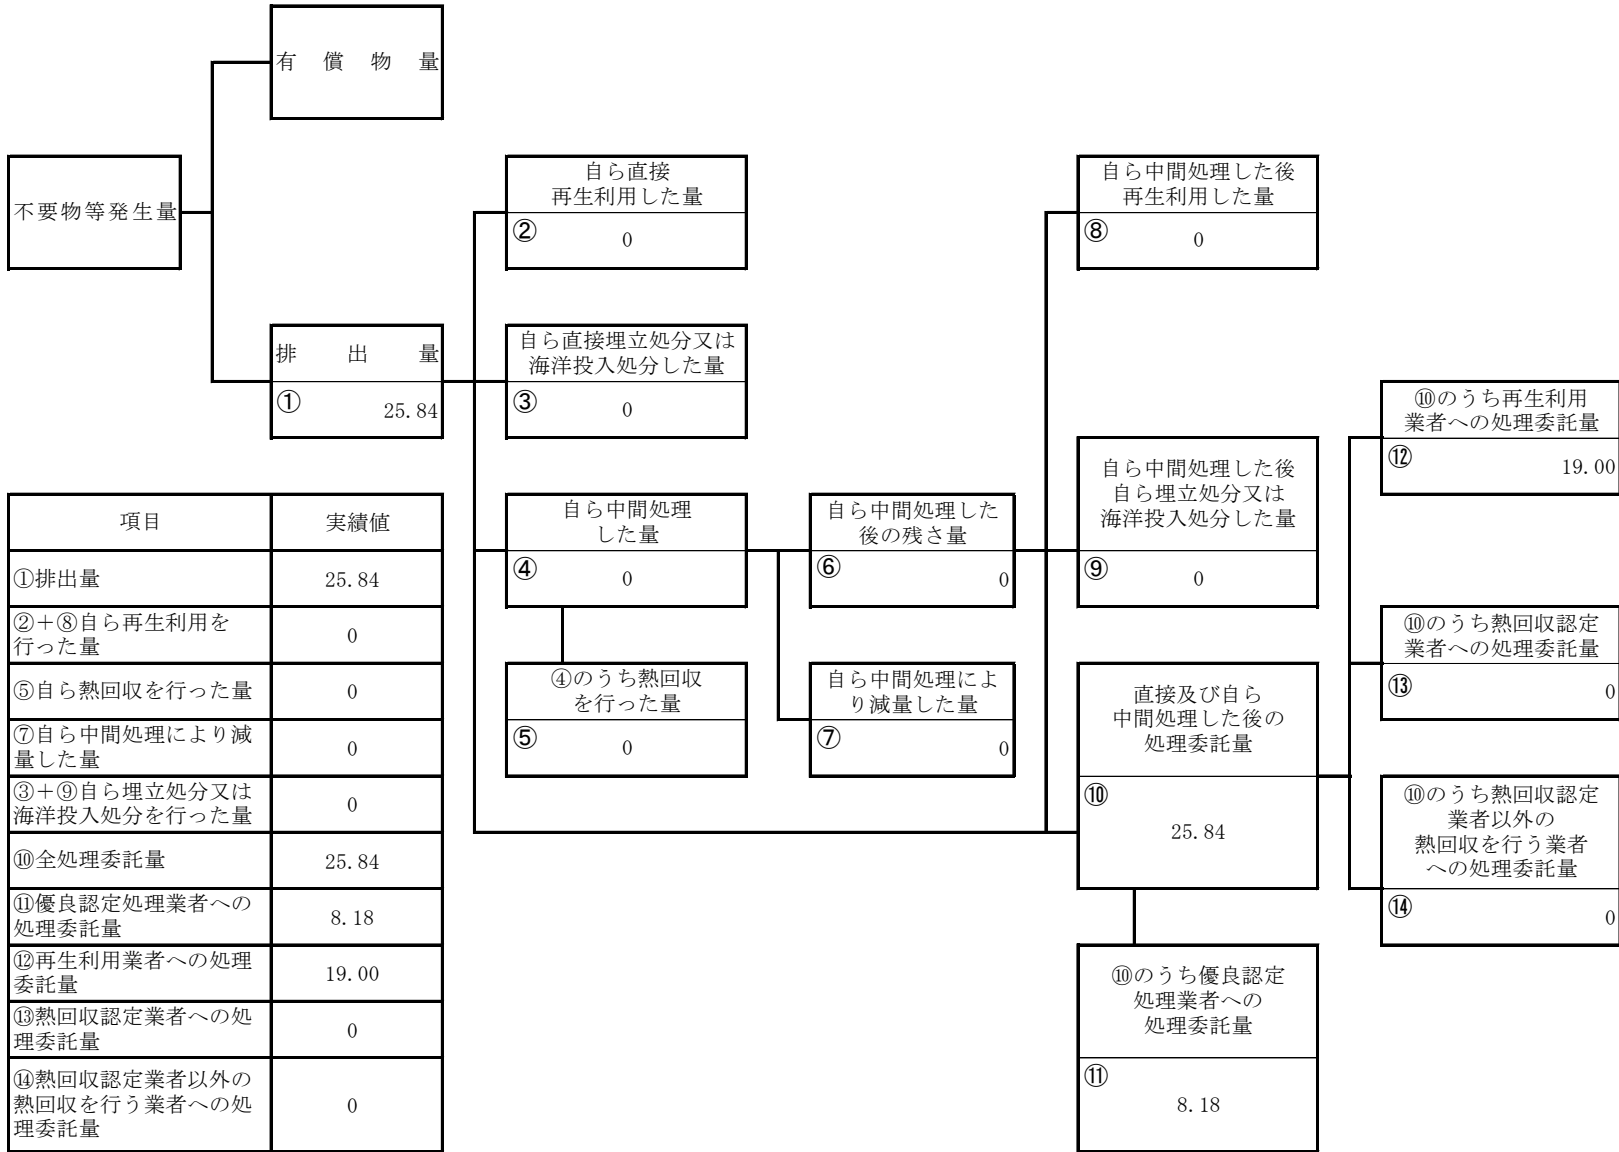 有償物量
不要物等発生量
排出量
① 25.84
自ら直接
再生利用した量
② 0
自ら直接埋立処分又は
海洋投入処分した量
③ 0
自ら中間処理
した量
④ 0
④のうち熱回収
を行った量
⑤ 0
自ら中間処理した
後の残さ量
⑥ 0
自ら中間処理によ
り減量した量
⑦ 0
自ら中間処理した後
再生利用した量
⑧ 0
自ら中間処理した後
自ら埋立処分又は
海洋投入処分した量
⑨ 0
直接及び自ら
中間処理した後の
処理委託量
⑩
25.84
⑩のうち優良認定
処理業者への
処理委託量
⑪
8.18
⑩のうち再生利用
業者への処理委託量
⑫ 19.00
⑩のうち熱回収認定
業者への処理委託量
⑬ 0
⑩のうち熱回収認定
業者以外の
熱回収を行う業者
への処理委託量
⑭ 0
項目 実績値
①排出量 25.84
②＋⑧自ら再生利用を
行った量 0
⑤自ら熱回収を行った量 0
⑦自ら中間処理により減
量した量 0
③＋⑨自ら埋立処分又は
海洋投入処分を行った量 0
⑩全処理委託量 25.84
⑪優良認定処理業者への
処理委託量 8.18
⑫再生利用業者への処理
委託量 19.00
⑬熱回収認定業者への処
理委託量 0
⑭熱回収認定業者以外の
熱回収を行う業者への処
理委託量 0